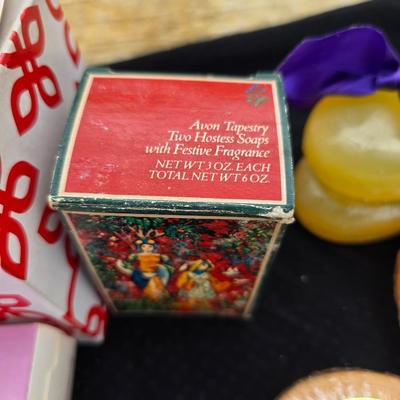 Avon Tapestry
Two Hostess Soaps
with Festive Fragrance
NET WT 3 OZ. EACH
TOTAL NET WT 6 OZ.